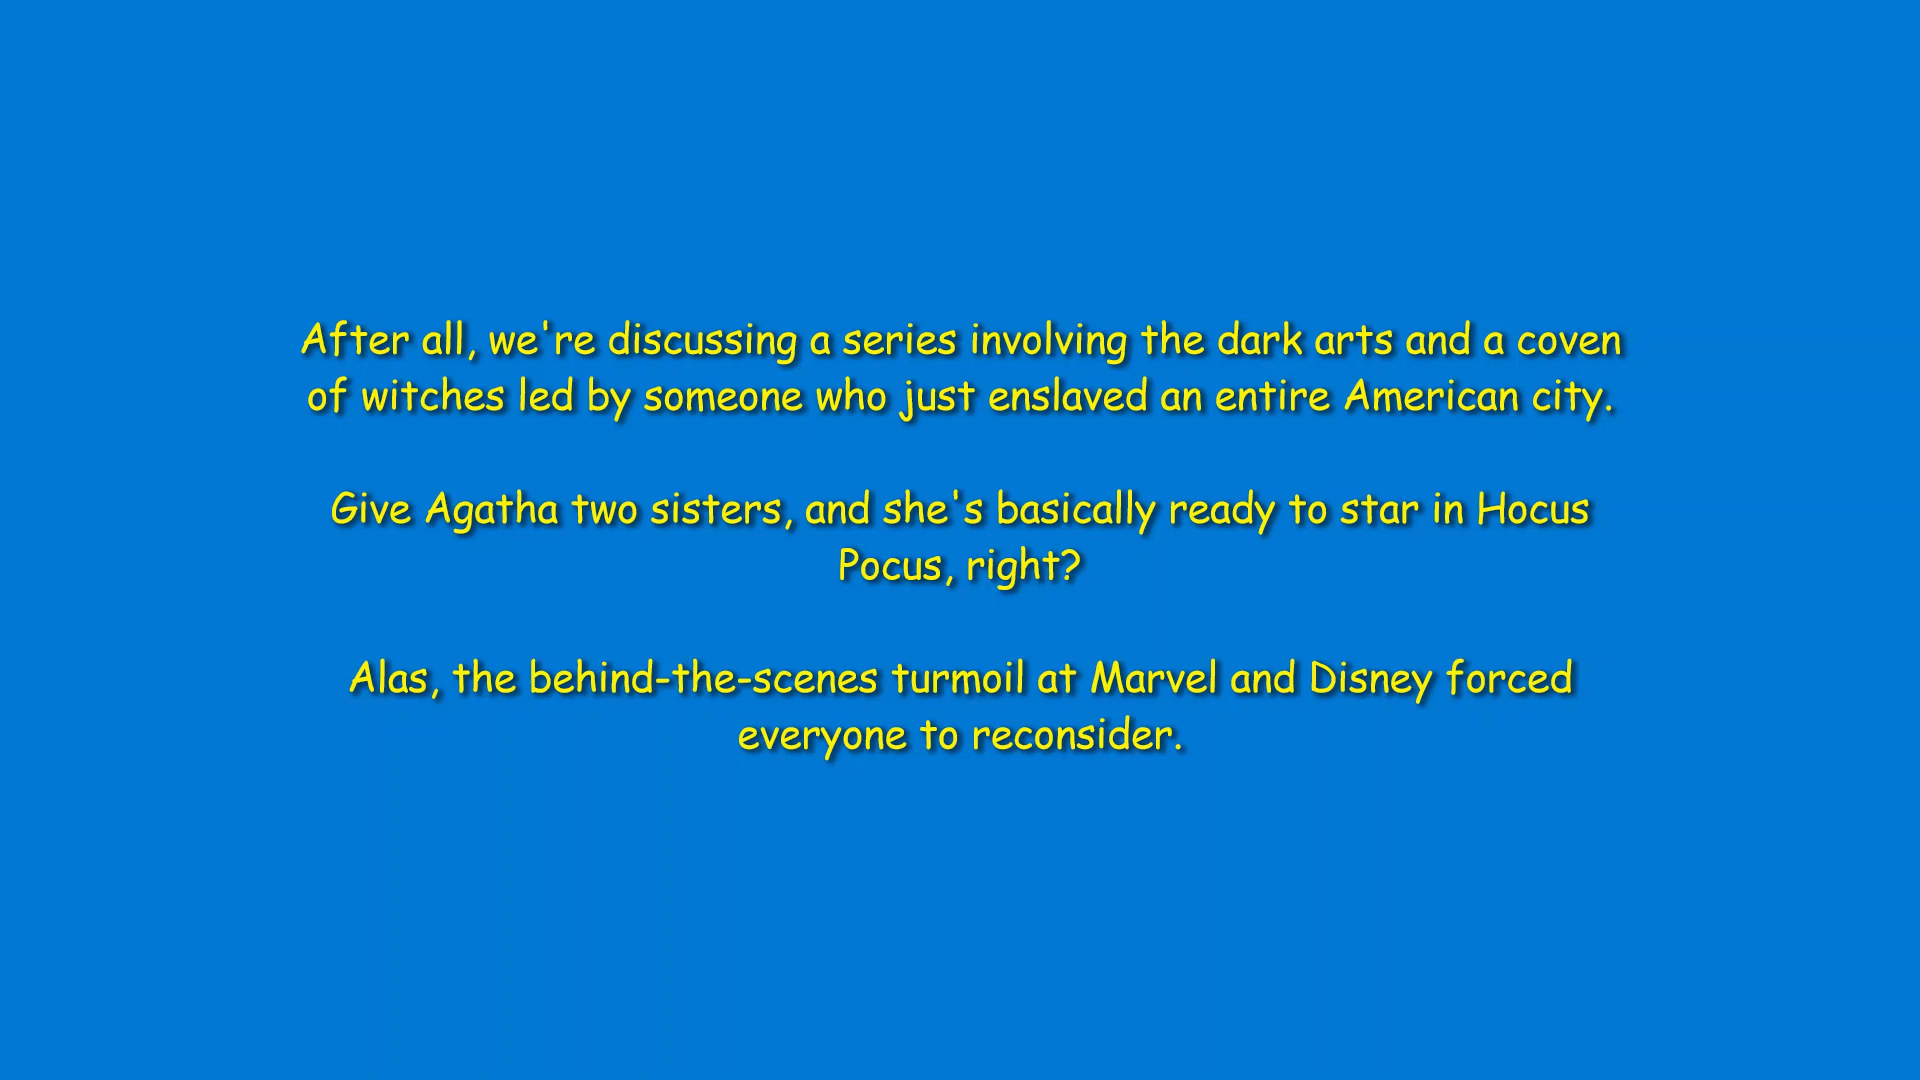 After all, we're discussing a series involving the dark arts and a coven
of witches led by someone who just enslaved an entire American city.
Give Agatha two sisters, and she's basically ready to star in Hocus
Pocus, right?
Alas, the behind-the-scenes turmoil at Marvel and Disney forced
everyone to reconsider.